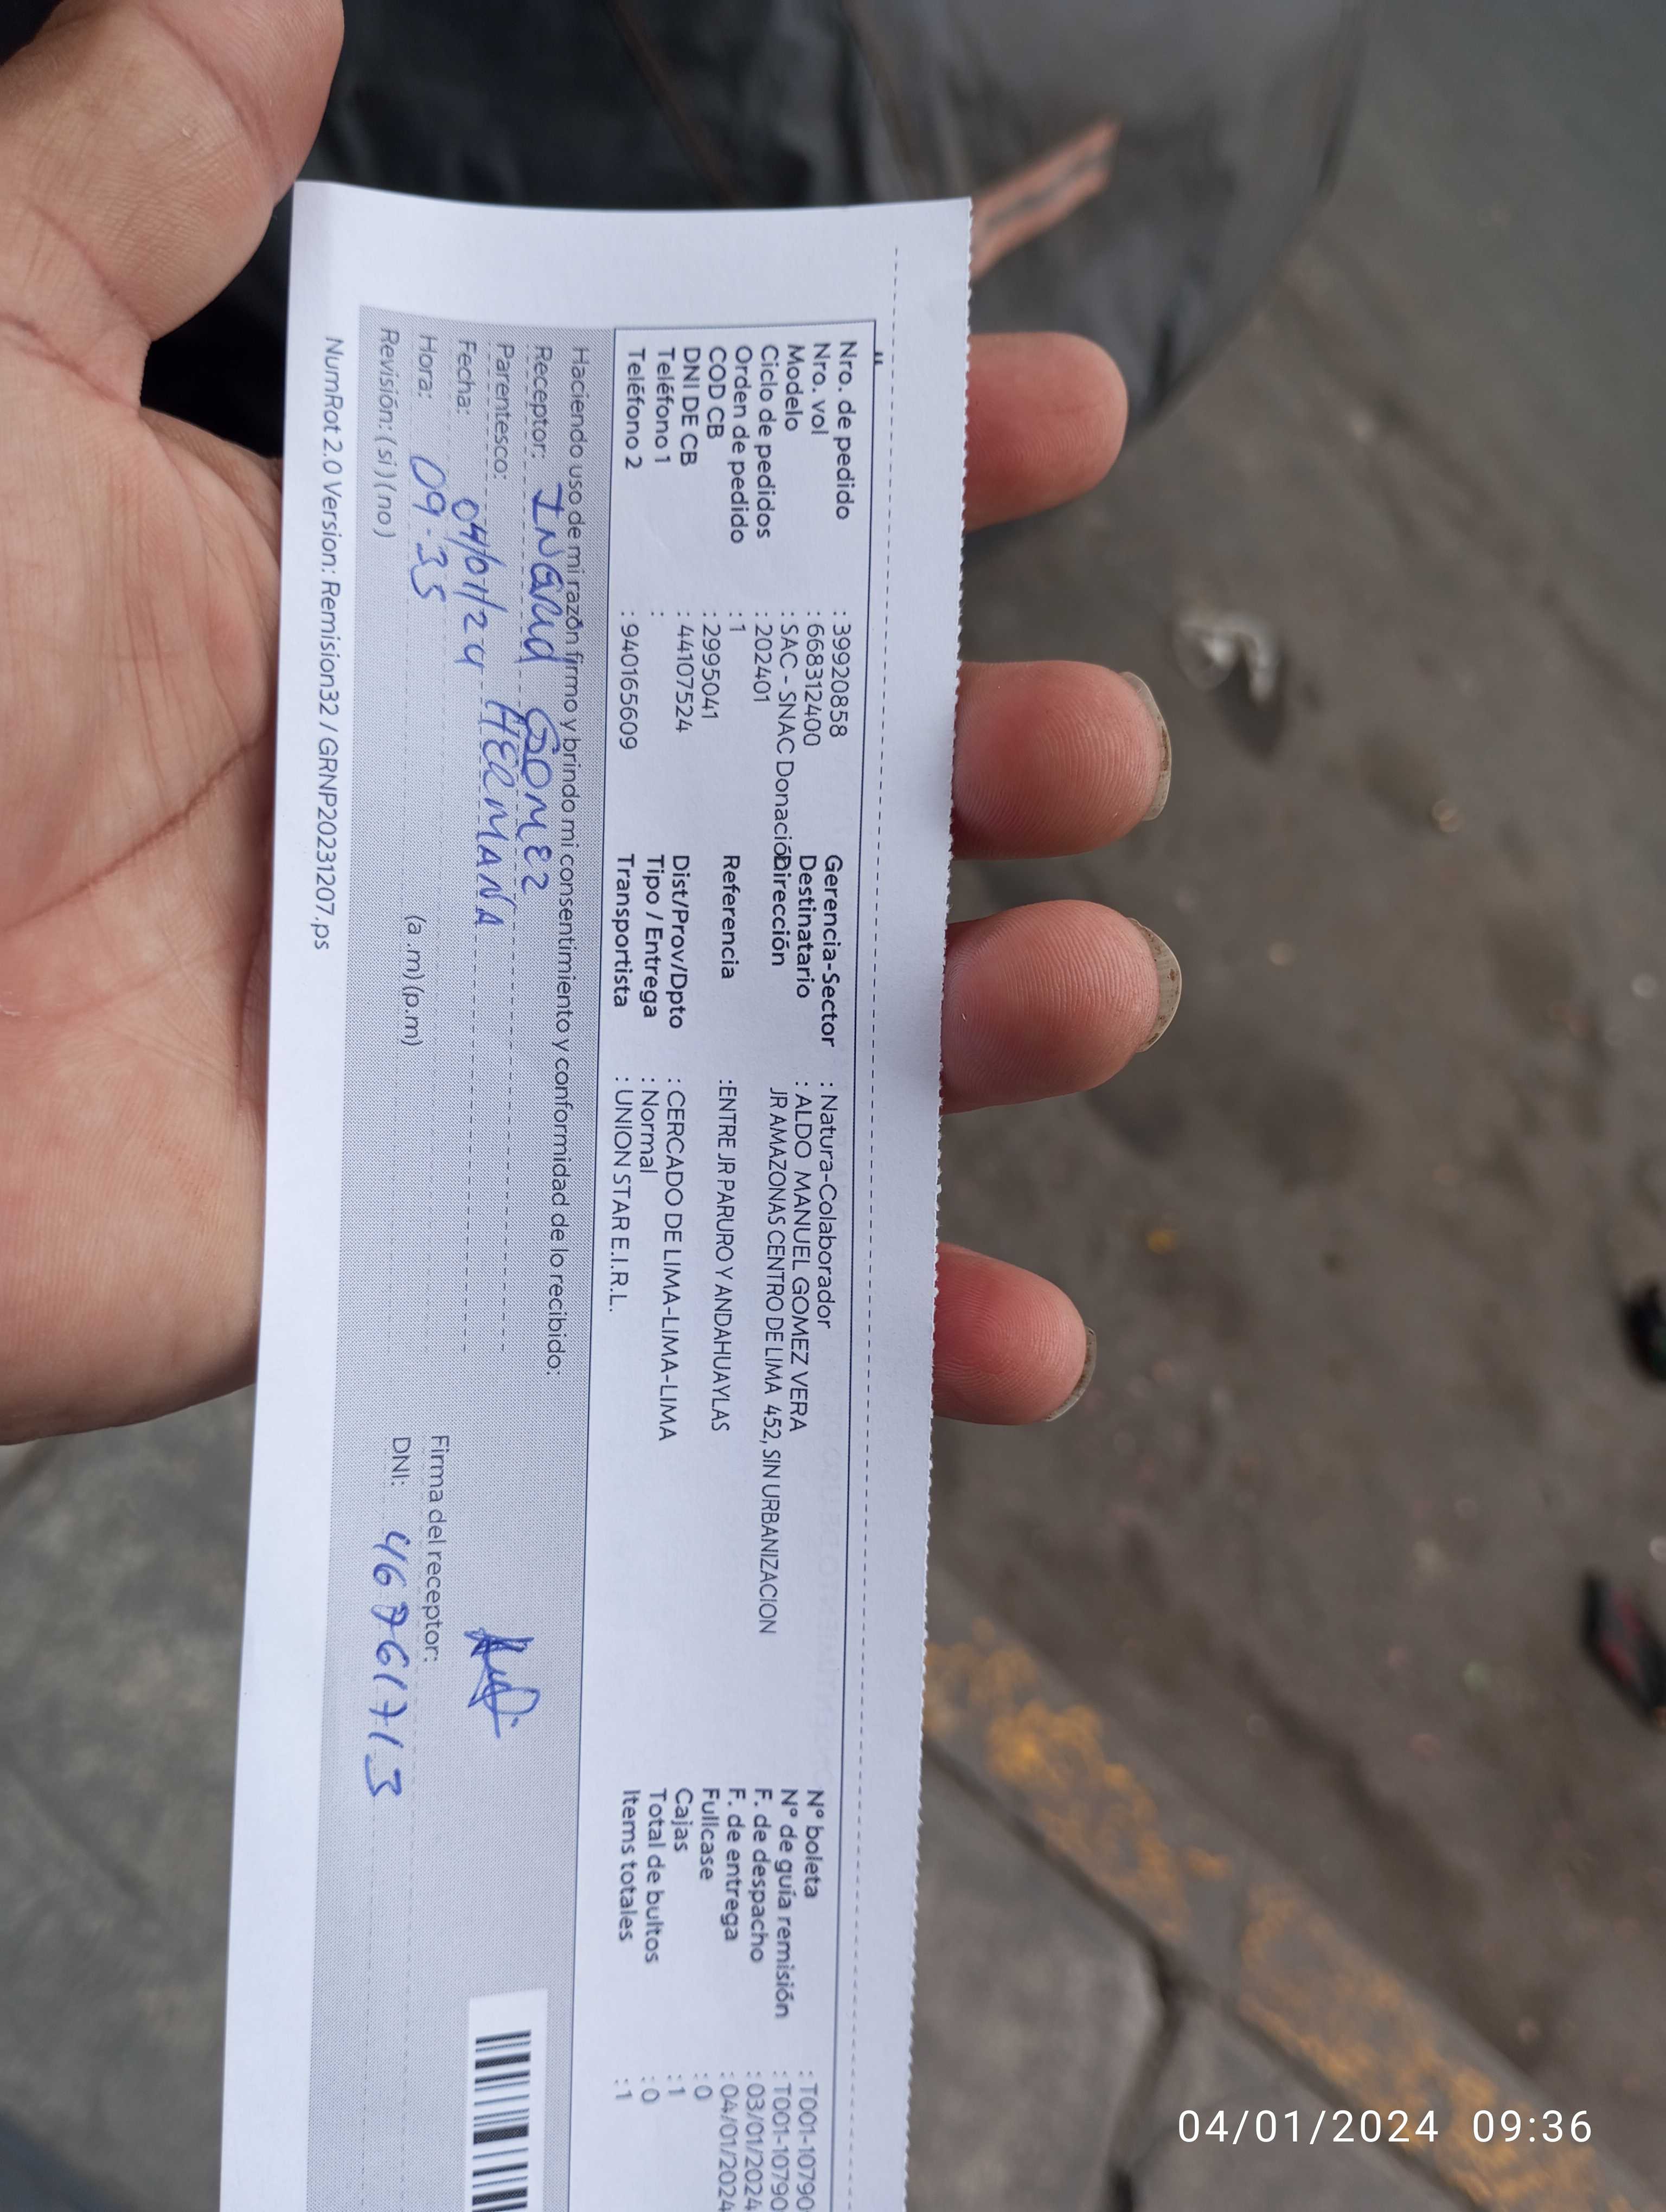 Nro. de pedido : 39920858
Nro. vol : 668312400
Modelo : SAC - SNAC Donación
Ciclo de pedidos : 202401
Orden de pedido : 1
COD CB : 2995041
DNI DE CB : 44107524
Teléfono 1 :
Teléfono 2 : 940165609
Gerencia-Sector : Natura-Colaborador
Destinatario : ALDO MANUEL GOMEZ VERA
Dirección JR AMAZONAS CENTRO DE LIMA 452, SIN URBANIZACION
Referencia :ENTRE JR PARURO Y ANDAHUAYLAS
Dist/Prov/Dpto : CERCADO DE LIMA-LIMA-LIMA
Tipo / Entrega : Normal
Transportista : UNION STAR E.I.R.L.
N° boleta : T001-10790
N° de guía remisión : T001-10790
F. de despacho : 03/01/2024
F. de entrega : 04/01/2024
Fullcase : 0
Cajas : 1
Total de bultos : 0
Items totales : 1
Haciendo uso de mi razón firmo y brindo mi consentimiento y conformidad de lo recibido:
Receptor: INGRID GOMEZ
Parentesco: HERMANA
Fecha: 04/01/24
Hora: 09-35 (a.m)(p.m)
Revisión: (si) (no)
Firma del receptor:
DNI: 46761713
NumRot 2.0 Version: Remision32 / GRNP20231207.ps
04/01/2024 09:36